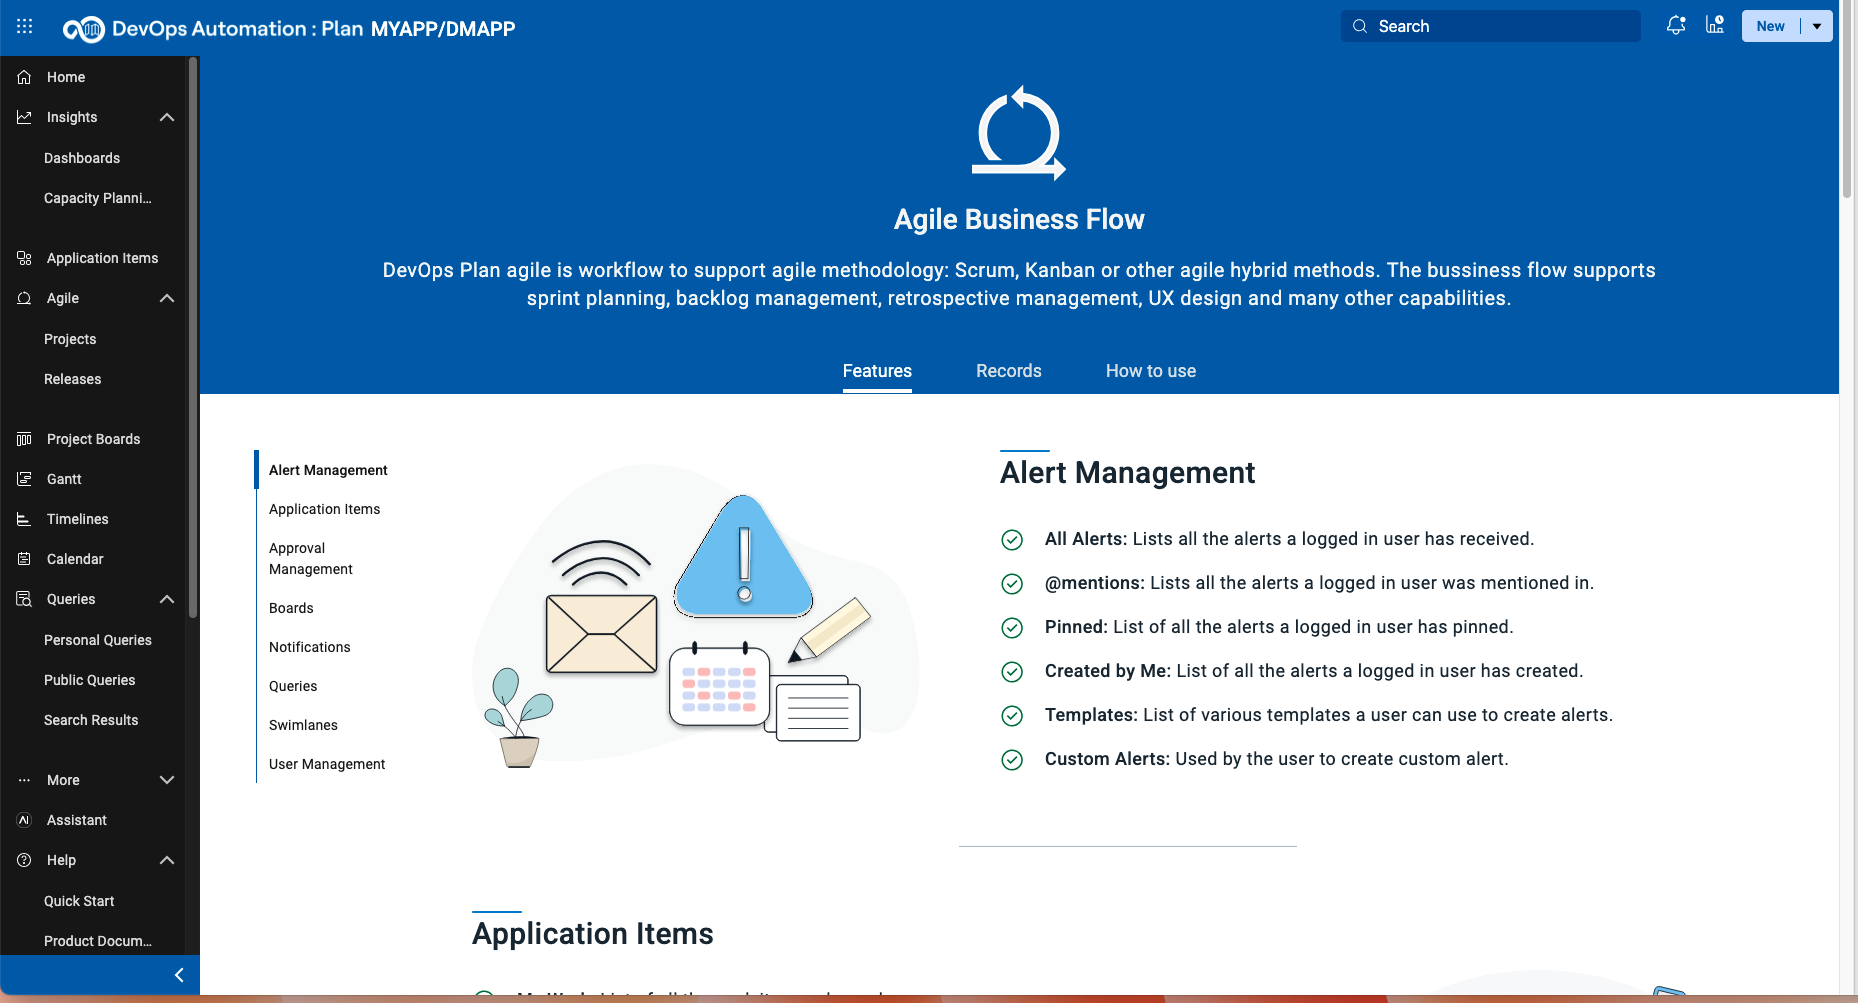 DevOps Automation : Plan MYAPP/DMAPP
Search
New
Home
Insights
Dashboards
Capacity Planni...
Application Items
Agile
Projects
Releases
Project Boards
Gantt
Timelines
Calendar
Queries
Personal Queries
Public Queries
Search Results
More
AI
Assistant
Help
Quick Start
Product Docum...
Agile Business Flow
DevOps Plan agile is workflow to support agile methodology: Scrum, Kanban or other agile hybrid methods. The bussiness flow supports
sprint planning, backlog management, retrospective management, UX design and many other capabilities.
Features
Records
How to use
Alert Management
Application Items
Approval
Management
Boards
Notifications
Queries
Swimlanes
User Management
Alert Management
All Alerts: Lists all the alerts a logged in user has received.
@mentions: Lists all the alerts a logged in user was mentioned in.
Pinned: List of all the alerts a logged in user has pinned.
Created by Me: List of all the alerts a logged in user has created.
Templates: List of various templates a user can use to create alerts.
Custom Alerts: Used by the user to create custom alert.
Application Items